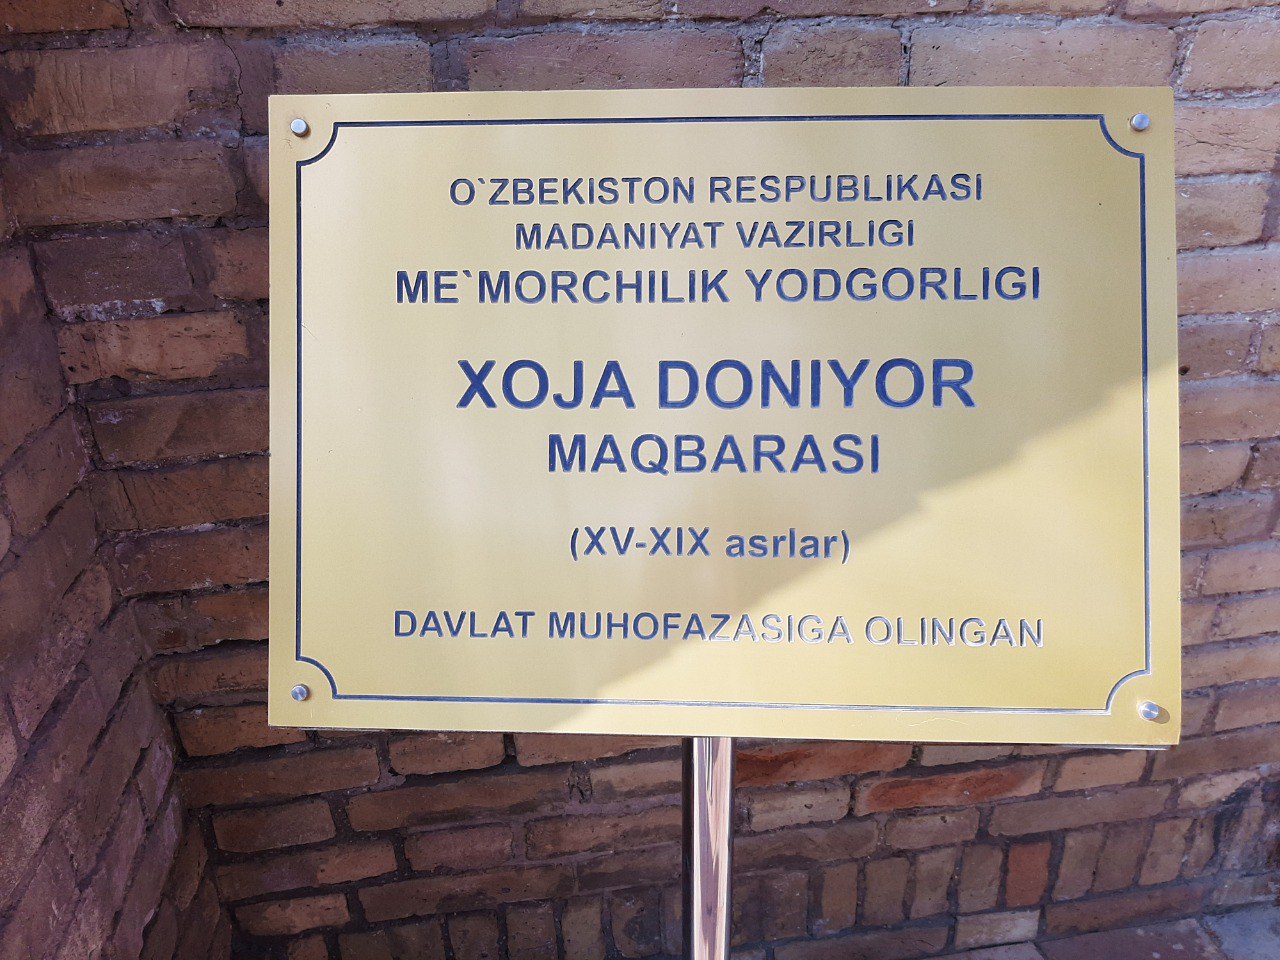 O`ZBEKISTON RESPUBLIKASI
MADANIYAT VAZIRLIGI
ME`MORCHILIK YODGORLIGI
XOJA DONIYOR
MAQBARASI
(XV-XIX asrlar)
DAVLAT MUHOFAZASIGA OLINGAN